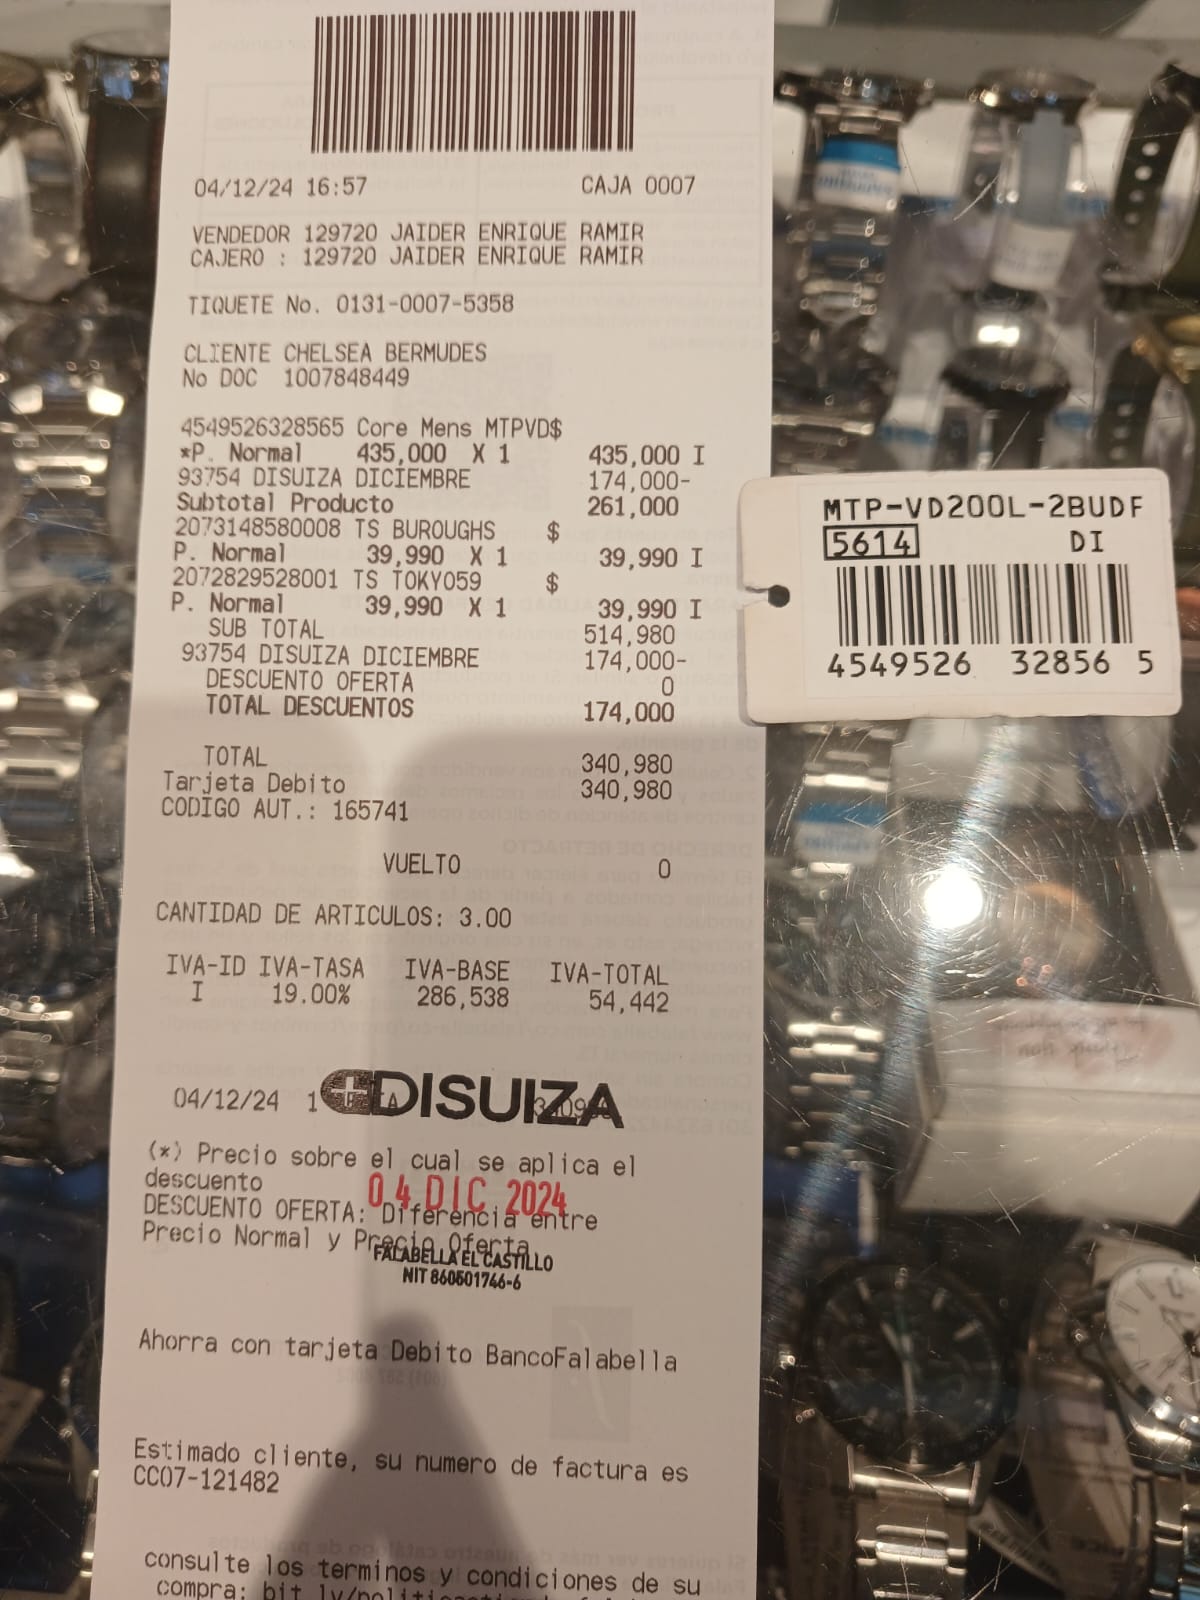 04/12/24 16:57 CAJA 0007
VENDEDOR 129720 JAIDER ENRIQUE RAMIR
CAJERO : 129720 JAIDER ENRIQUE RAMIR
TIQUETE No. 0131-0007-5358
CLIENTE CHELSEA BERMUDES
No DOC 1007848449
4549526328565 Core Mens MTPVD$
*P. Normal 435,000 X 1 435,000 I
93754 DISUIZA DICIEMBRE 174,000-
Subtotal Producto 261,000
2073148580008 TS BUROUGHS $
P. Normal 39,990 X 1 39,990 I
2072829528001 TS TOKYO59 $
P. Normal 39,990 X 1 39,990 I
SUB TOTAL 514,980
93754 DISUIZA DICIEMBRE 174,000-
DESCUENTO OFERTA 0
TOTAL DESCUENTOS 174,000
TOTAL 340,980
Tarjeta Debito 340,980
CODIGO AUT.: 165741
VUELTO 0
CANTIDAD DE ARTICULOS: 3.00
IVA-ID IVA-TASA IVA-BASE IVA-TOTAL
I 19.00% 286,538 54,442
04/12/24
DISUIZA
(*) Precio sobre el cual se aplica el
descuento
04 DIC 2024
DESCUENTO OFERTA: Diferencia entre
Precio Normal y Precio Oferta
FALABELLA EL CASTILLO
NIT 860501746-6
Ahorra con tarjeta Debito BancoFalabella
Estimado cliente, su numero de factura es
CC07-121482
consulte los terminos y condiciones de su
compra:
MTP-VD200L-2BUDF
5614 DI
4549526 32856 5